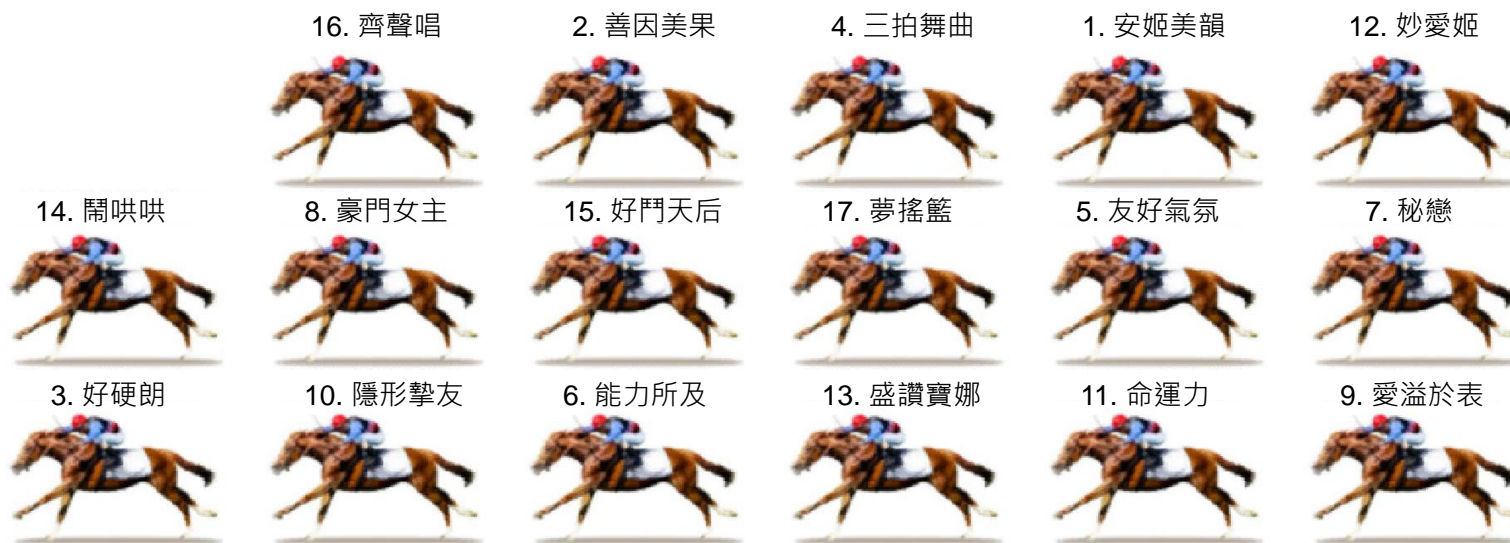 16. 齊聲唱
2. 善因美果
4. 三拍舞曲
1. 安姬美韻
12. 妙愛姬
14. 鬧哄哄
8. 豪門女主
15. 好鬥天后
17. 夢搖籃
5. 友好氣氛
7. 秘戀
3. 好硬朗
10. 隱形摯友
6. 能力所及
13. 盛讚寶娜
11. 命運力
9. 愛溢於表